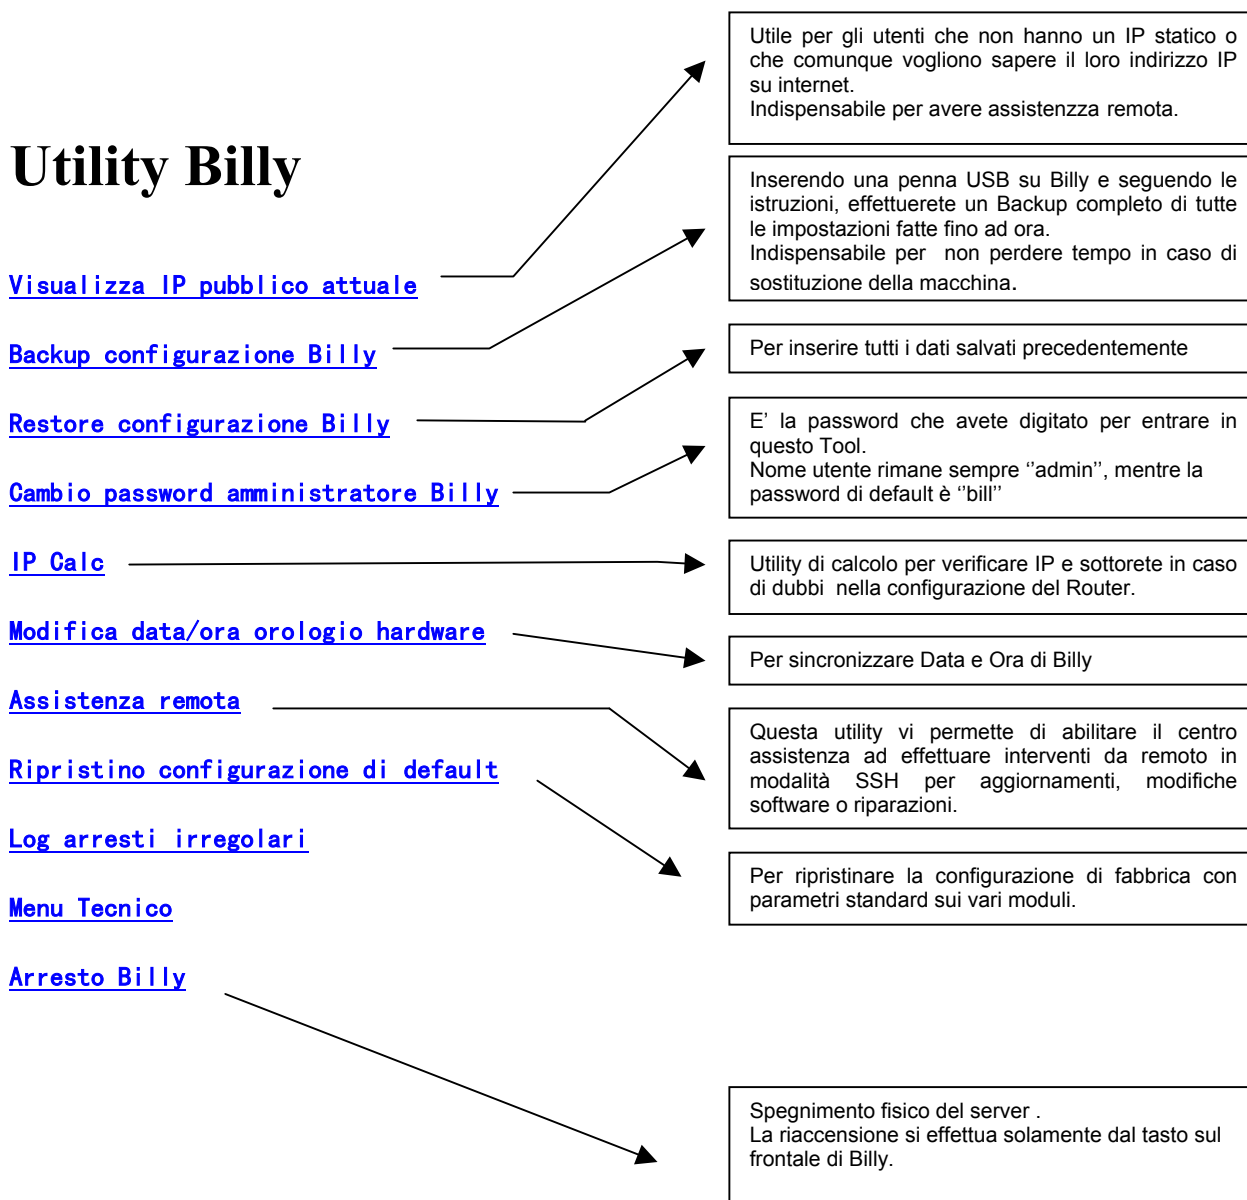 Utility Billy
Visualizza IP pubblico attuale
Backup configurazione Billy
Restore configurazione Billy
Cambio password amministratore Billy
IP Calc
Modifica data/ora orologio hardware
Assistenza remota
Ripristino configurazione di default
Log arresti irregolari
Menu Tecnico
Arresto Billy
Utile per gli utenti che non hanno un IP statico o
che comunque vogliono sapere il loro indirizzo IP
su internet.
Indispensabile per avere assistenzza remota.
Inserendo una penna USB su Billy e seguendo le
istruzioni, effettuerete un Backup completo di tutte
le impostazioni fatte fino ad ora.
Indispensabile per non perdere tempo in caso di
sostituzione della macchina.
Per inserire tutti i dati salvati precedentemente
E' la password che avete digitato per entrare in
questo Tool.
Nome utente rimane sempre ‘'admin'', mentre la
password di default è ‘'bill''
Utility di calcolo per verificare IP e sottorete in caso
di dubbi nella configurazione del Router.
Per sincronizzare Data e Ora di Billy
Questa utility vi permette di abilitare il centro
assistenza ad effettuare interventi da remoto in
modalità SSH per aggiornamenti, modifiche
software o riparazioni.
Per ripristinare la configurazione di fabbrica con
parametri standard sui vari moduli.
Spegnimento fisico del server .
La riaccensione si effettua solamente dal tasto sul
frontale di Billy.